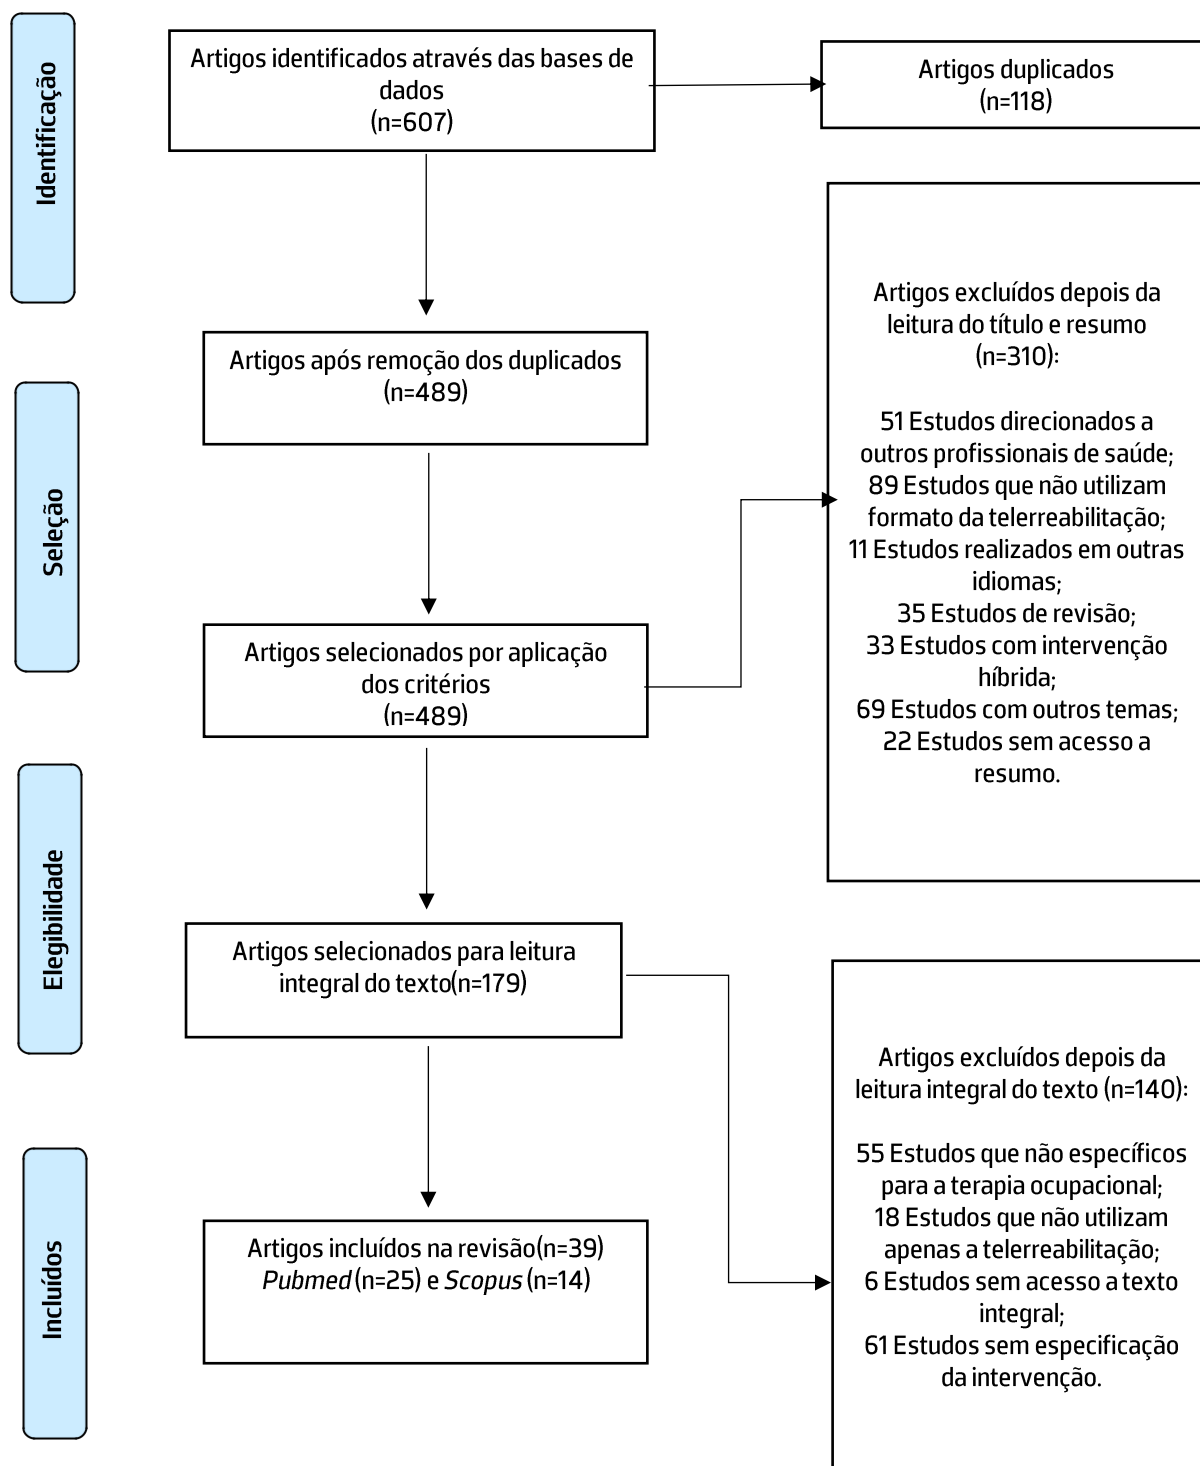 Identificação
Artigos identificados através das bases de
dados
(n=607)
Artigos duplicados
(n=118)
Seleção
Artigos após remoção dos duplicados
(n=489)
Artigos selecionados por aplicação
dos critérios
(n=489)
Artigos excluídos depois da
leitura do título e resumo
(n=310):
51 Estudos direcionados a
outros profissionais de saúde;
89 Estudos que não utilizam
formato da telerreabilitação;
11 Estudos realizados em outras
idiomas;
35 Estudos de revisão;
33 Estudos com intervenção
híbrida;
69 Estudos com outros temas;
22 Estudos sem acesso a
resumo.
Elegibilidade
Artigos selecionados para leitura
integral do texto(n=179)
Artigos excluídos depois da
leitura integral do texto (n=140):
55 Estudos que não específicos
para a terapia ocupacional;
18 Estudos que não utilizam
apenas a telerreabilitação;
6 Estudos sem acesso a texto
integral;
61 Estudos sem especificação
da intervenção.
Incluídos
Artigos incluídos na revisão(n=39)
Pubmed (n=25) e Scopus (n=14)